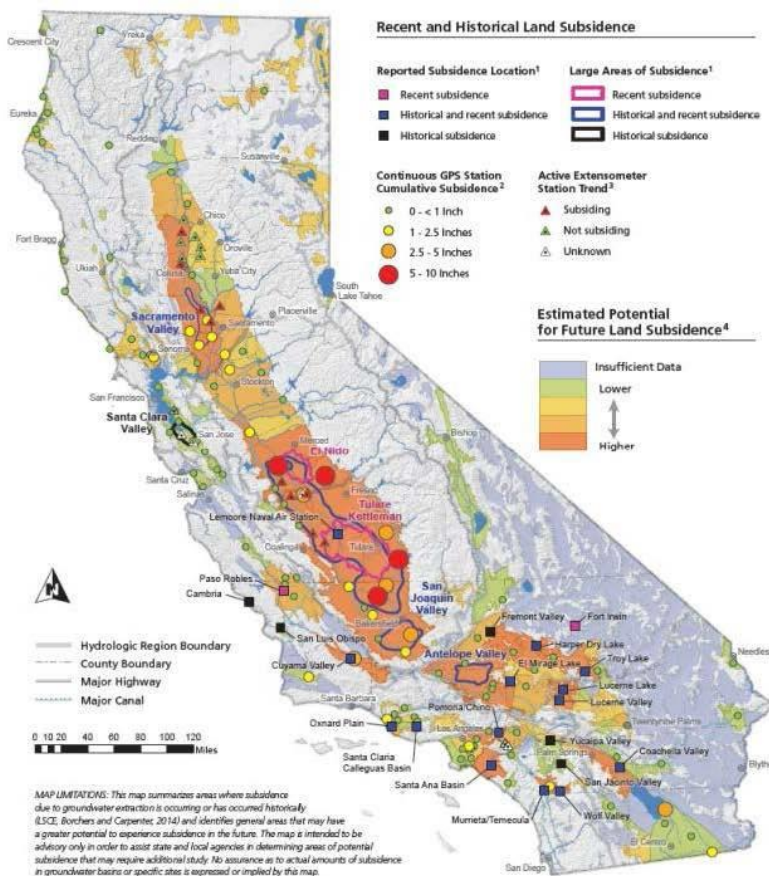 Recent and Historical Land Subsidence
Reported Subsidence Location1
Recent subsidence
Historical and recent subsidence
Historical subsidence
Large Areas of Subsidence1
Recent subsidence
Historical and recent subsidence
Historical subsidence
Continuous GPS Station
Cumulative Subsidence2
0 - < 1 Inch
1 - 2.5 Inches
2.5 - 5 Inches
5 - 10 Inches
Active Extensometer
Station Trend3
Subsiding
Not subsiding
Unknown
Estimated Potential
for Future Land Subsidence4
Insufficient Data
Lower
Higher
Crescent City
Yreka
Eureka
Redding
Susanville
Chico
Fort Bragg
Oroville
Ukiah
Colusa
Yuba City
South
Lake Tahoe
Placerville
Sacramento
Valley
Sacramento
Sonoma
Stockton
San Francisco
Santa Clara
Valley
San Jose
Bishop
Merced
El Nido
Santa Cruz
Salinas
Fresno
Lemoore Naval Air Station
Tulare
Kettleman
Coalinga
Tulare
Paso Robles
Cambria
San
Joaquin
Valley
Bakersfield
San Luis Obispo
Cuyama Valley
Fremont Valley
Fort Irwin
Harper Dry Lake
Antelope Valley
El Mirage Lake
Troy Lake
Needles
Lucerne Lake
Lucerne Valley
Santa Barbara
Pomona/Chino
Los Angeles
Twentynine Palms
Oxnard Plain
Yucaipa Valley
Palm Springs
Coachella Valley
Blyth
Santa Claria
Calleguas Basin
Santa Ana Basin
San Jacinto Valley
Murrieta/Temecula
Wolf Valley
El Centro
San Diego
N
Hydrologic Region Boundary
County Boundary
Major Highway
Major Canal
0 10 20 40 60 80 100 120
Miles
MAP LIMITATIONS: This map summarizes areas where subsidence
due to groundwater extraction is occurring or has occurred historically
(LSCE, Borchers and Carpenter, 2014) and identifies general areas that may have
a greater potential to experience subsidence in the future. The map is intended to be
advisory only in order to assist state and local agencies in determining areas of potential
subsidence that may require additional study. No assurance as to actual amounts of subsidence
in groundwater basins or specific sites is expressed or implied by this map.